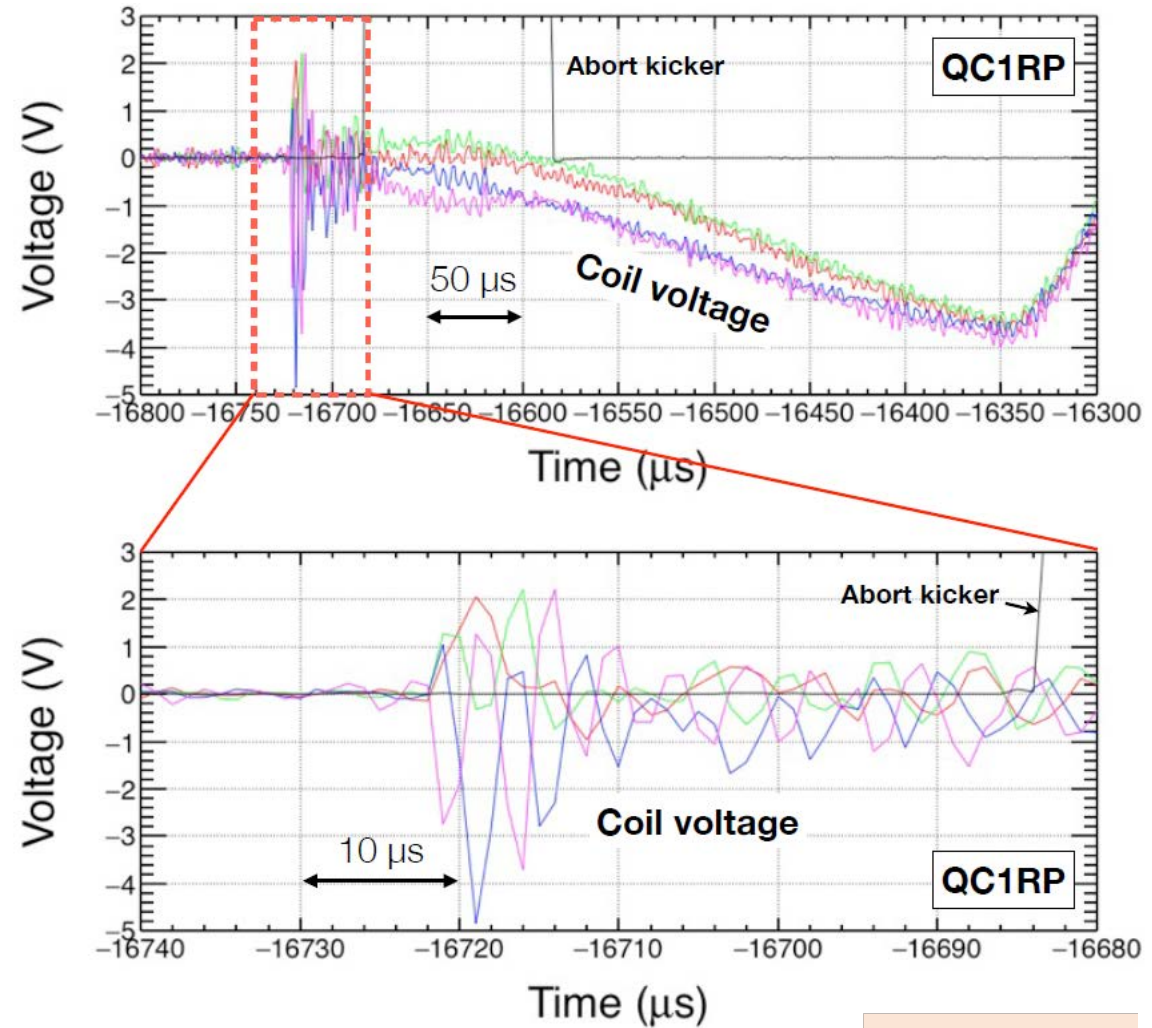 3
2
1
0
−1
−2
−3
−4
−5
Voltage (V)
Abort kicker
QC1RP
50 µs
Coil voltage
−16800 −16750 −16700 −16650 −16600 −16550 −16500 −16450 −16400 −16350 −16300
Time (µs)
3
2
1
0
−1
−2
−3
−4
−5
Voltage (V)
Abort kicker
Coil voltage
10 µs
QC1RP
−16740 −16730 −16720 −16710 −16700 −16690 −16680
Time (µs)